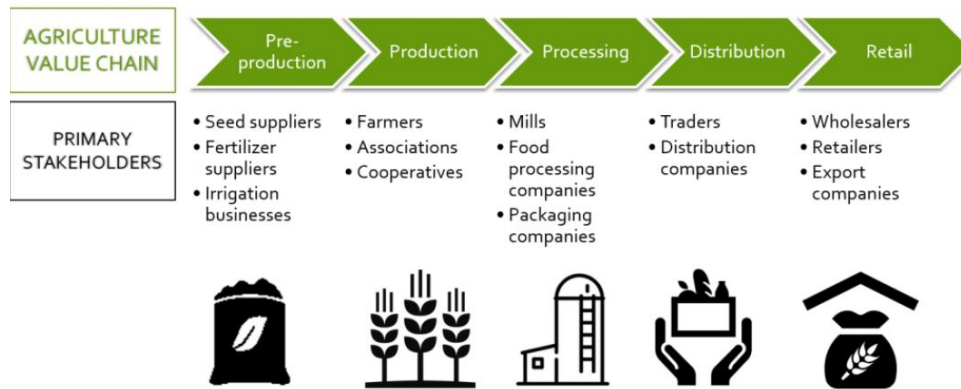 AGRICULTURE
VALUE CHAIN
Pre-
production
Production
Processing
Distribution
Retail
PRIMARY
STAKEHOLDERS
• Seed suppliers
• Fertilizer
suppliers
• Irrigation
businesses
• Farmers
• Associations
• Cooperatives
• Mills
• Food
processing
companies
• Packaging
companies
• Traders
• Distribution
companies
• Wholesalers
• Retailers
• Export
companies